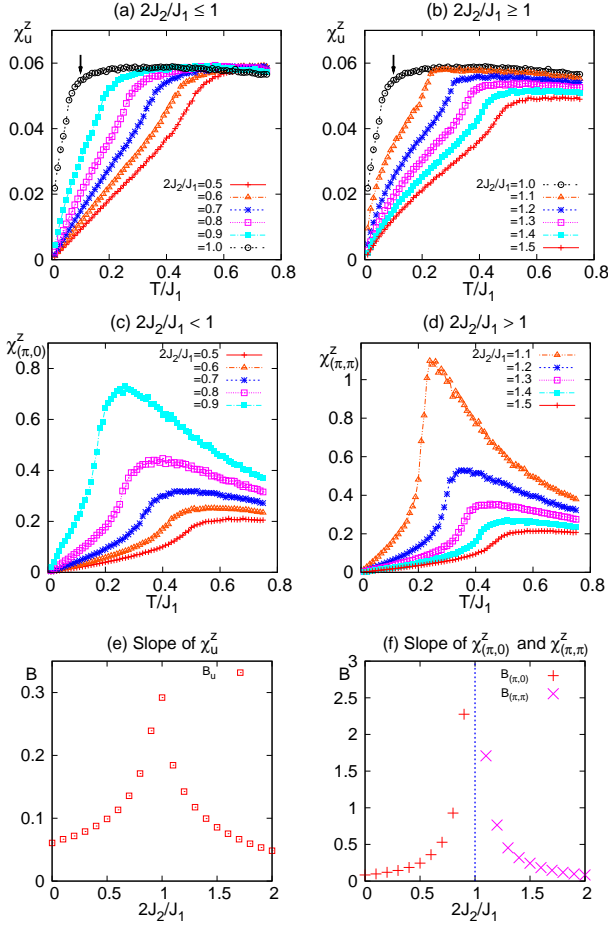 (a) 2J₂/J₁ ≤ 1
χᵤᶻ
0.06
0.04
0.02
0
0 0.2 0.4 0.6 0.8
T/J₁
2J₂/J₁=0.5
=0.6
=0.7
=0.8
=0.9
=1.0
(b) 2J₂/J₁ ≥ 1
χᵤᶻ
0.06
0.04
0.02
0
0 0.2 0.4 0.6 0.8
T/J₁
2J₂/J₁=1.0
=1.1
=1.2
=1.3
=1.4
=1.5
(c) 2J₂/J₁ < 1
χ^z_(π,0)
0.8
0.6
0.4
0.2
0
0 0.2 0.4 0.6 0.8
T/J₁
2J₂/J₁=0.5
=0.6
=0.7
=0.8
=0.9
(d) 2J₂/J₁ > 1
χ^z_(π,π)
1
0.8
0.6
0.4
0.2
0
0 0.2 0.4 0.6 0.8
T/J₁
2J₂/J₁=1.1
=1.2
=1.3
=1.4
=1.5
(e) Slope of χᵤᶻ
B
0.3
0.2
0.1
0
0 0.5 1 1.5 2
2J₂/J₁
Bᵤ
(f) Slope of χ^z_(π,0) and χ^z_(π,π)
B
3
2.5
2
1.5
1
0.5
0
0 0.5 1 1.5 2
2J₂/J₁
B_(π,0)
B_(π,π)